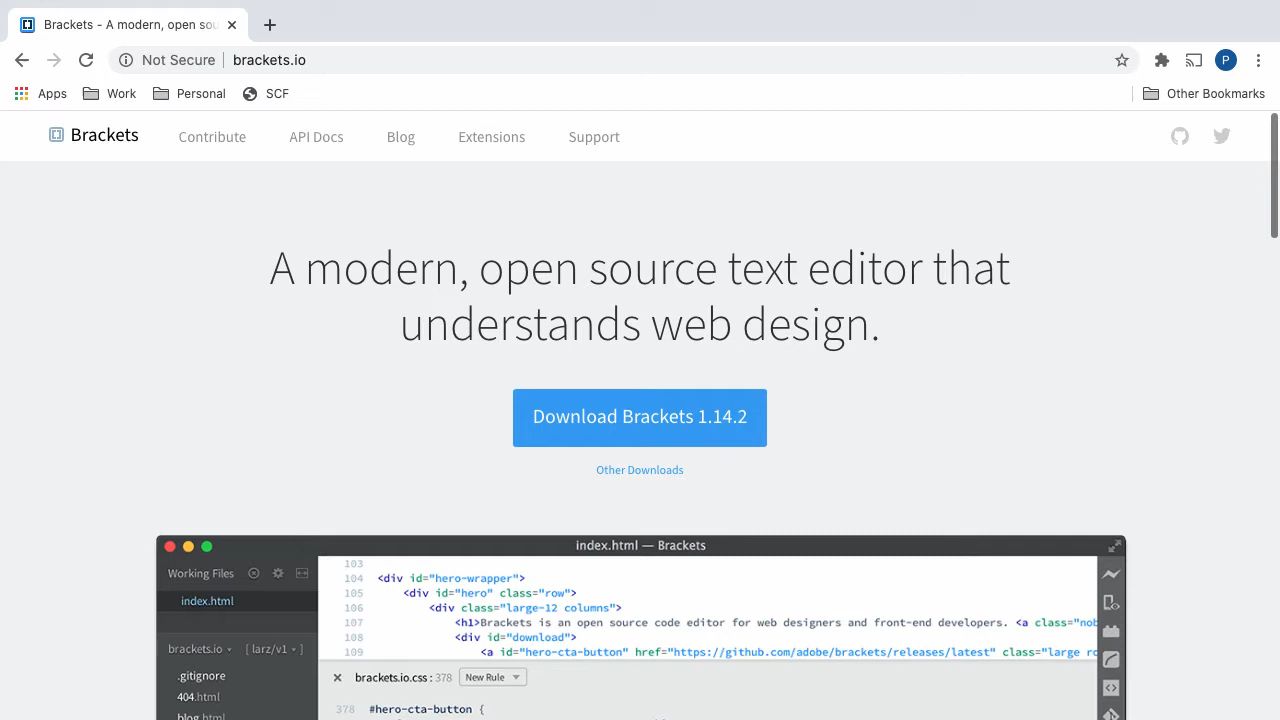 Brackets - A modern, open sou
Not Secure brackets.io
P
Apps Work Personal SCF Other Bookmarks
Brackets Contribute API Docs Blog Extensions Support
A modern, open source text editor that
understands web design.
Download Brackets 1.14.2
Other Downloads
index.html — Brackets
Working Files
index.html
brackets.io [ larz/v1 ]
.gitignore
404.html
blog.html
103
104 <div id="hero-wrapper">
105 <div id="hero" class="row">
106 <div class="large-12 columns">
107 <h1>Brackets is an open source code editor for web designers and front-end developers. <a class="nob
108 <div id="download">
109 <a id="hero-cta-button" href="https://github.com/adobe/brackets/releases/latest" class="large ro
brackets.io.css : 378 New Rule
378 #hero-cta-button {